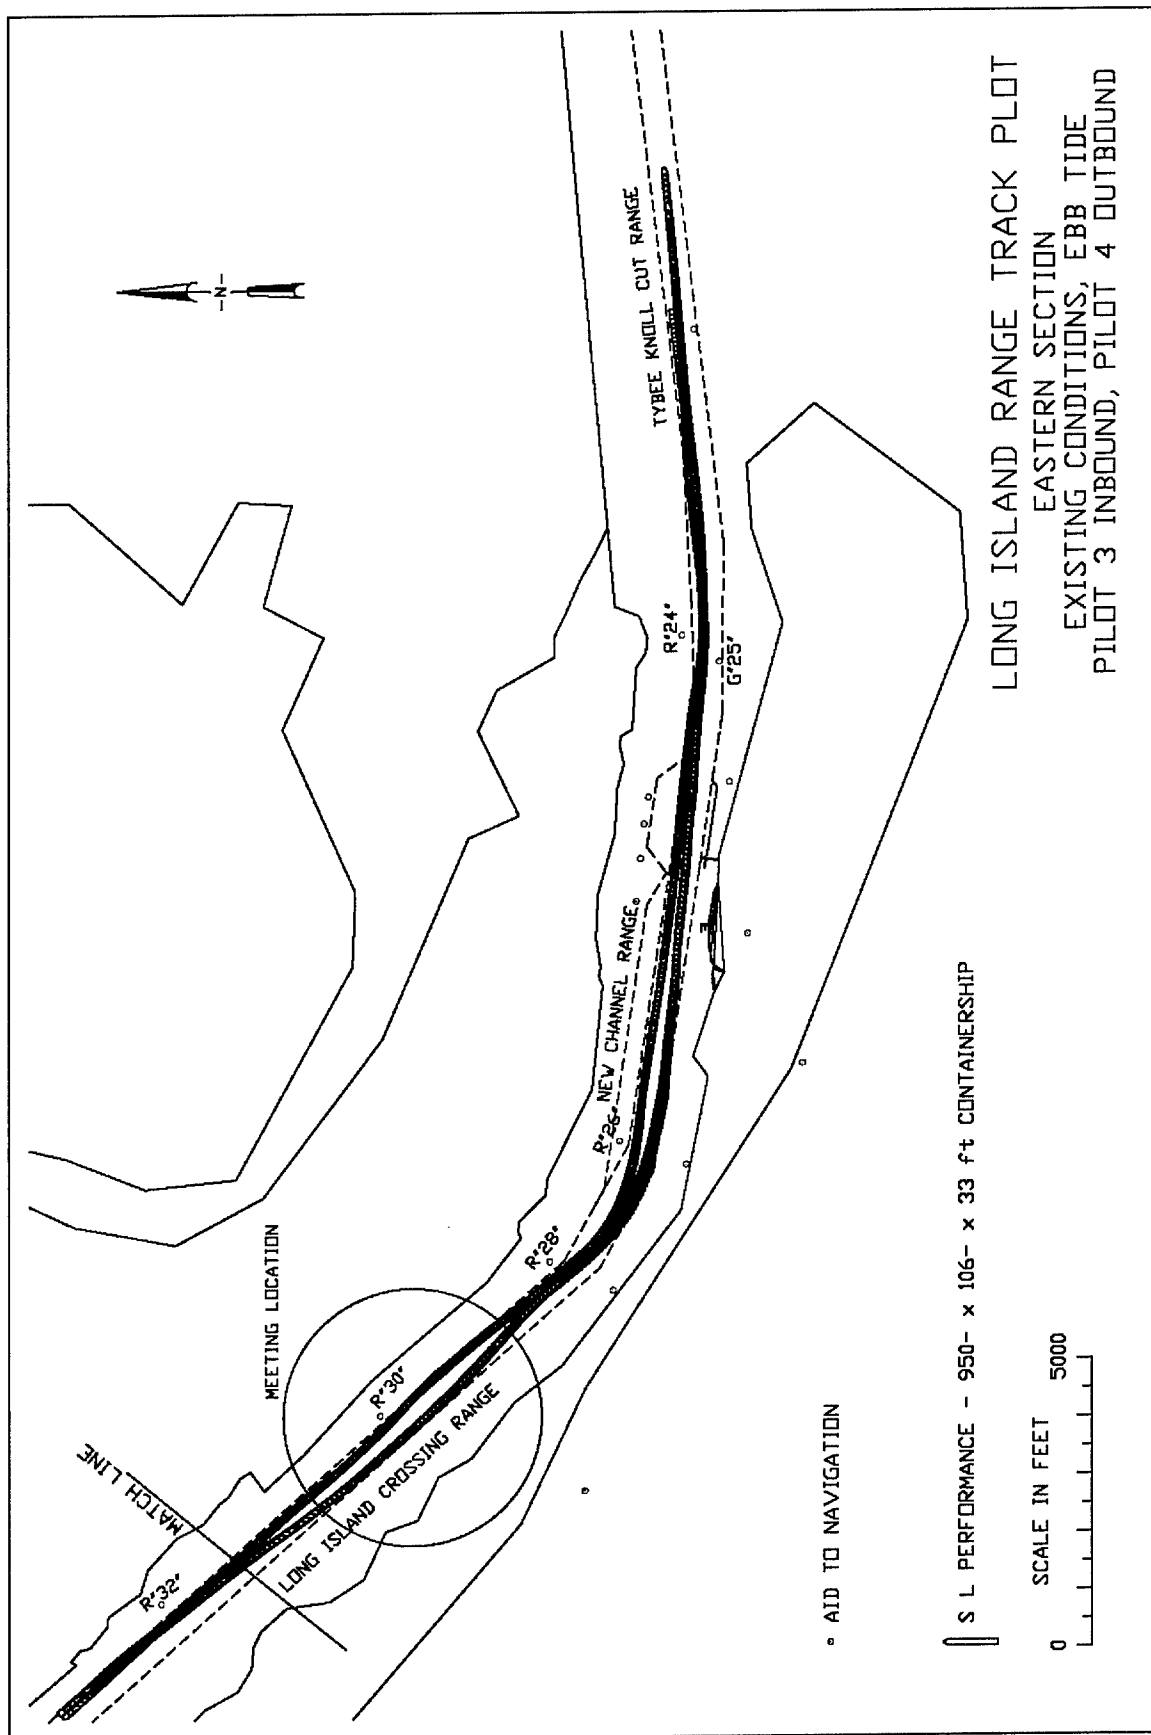 LONG ISLAND RANGE TRACK PLOT
EASTERN SECTION
EXISTING CONDITIONS, EBB TIDE
PILOT 3 INBOUND, PILOT 4 OUTBOUND
-N-
TYBEE KNOLL CUT RANGE
R"24"
G"25"
NEW CHANNEL RANGE
R"26"
R"28"
MEETING LOCATION
R"30"
LONG ISLAND CROSSING RANGE
MATCH LINE
R"32"
AID TO NAVIGATION
S L PERFORMANCE - 950- x 106- x 33 ft CONTAINERSHIP
SCALE IN FEET
0 5000